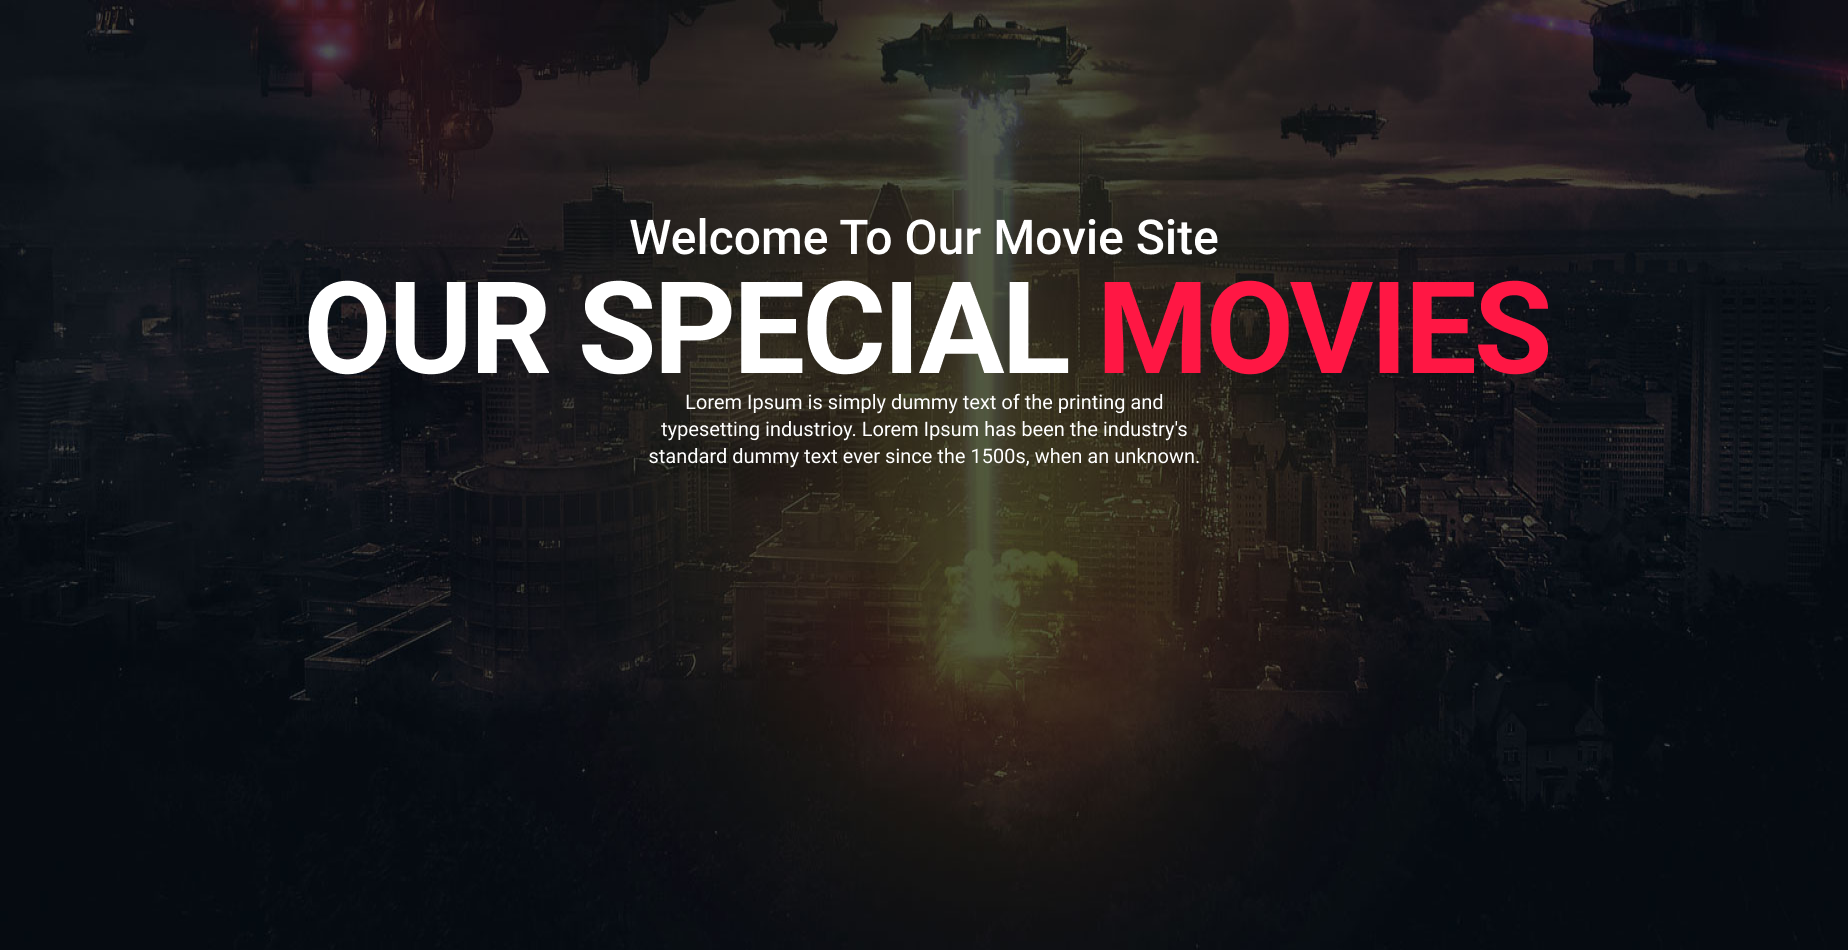 Welcome To Our Movie Site
OUR SPECIAL MOVIES
Lorem Ipsum is simply dummy text of the printing and
typesetting industrioy. Lorem Ipsum has been the industry's
standard dummy text ever since the 1500s, when an unknown.